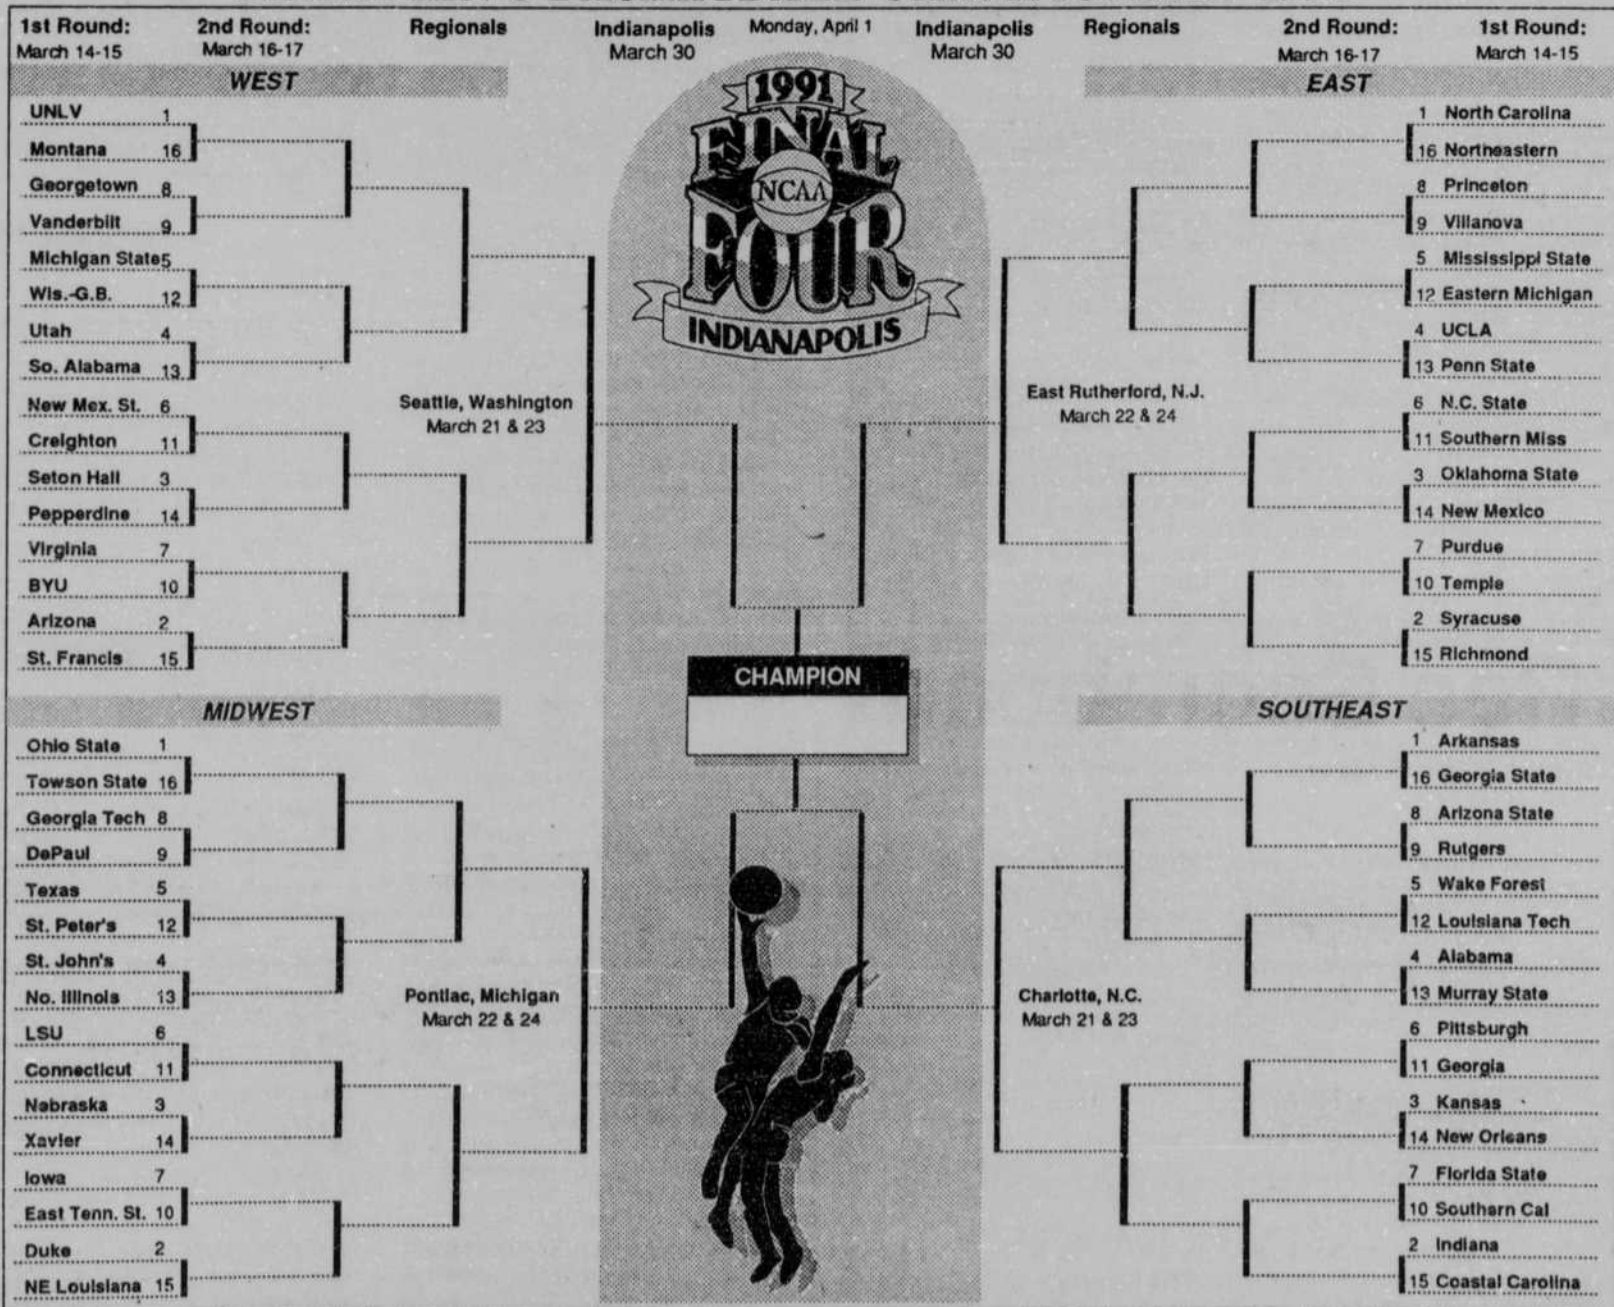 1st Round: 2nd Round: Regionals Indianapolis Monday, April 1 Indianapolis Regionals 2nd Round: 1st Round:
March 14-15 March 16-17 March 30 March 30 March 16-17 March 14-15
WEST
UNLV 1
Montana 16
Georgetown 8
Vanderbilt 9
Michigan State 5
Wis.-G.B. 12
Utah 4
So. Alabama 13
New Mex. St. 6
Creighton 11
Seton Hall 3
Pepperdine 14
Virginia 7
BYU 10
Arizona 2
St. Francis 15
Seattle, Washington
March 21 & 23
MIDWEST
Ohio State 1
Towson State 16
Georgia Tech 8
DePaul 9
Texas 5
St. Peter's 12
St. John's 4
No. Illinois 13
LSU 6
Connecticut 11
Nebraska 3
Xavier 14
Iowa 7
East Tenn. St. 10
Duke 2
NE Louisiana 15
Pontiac, Michigan
March 22 & 24
1991
FINAL
NCAA
FOUR
INDIANAPOLIS
CHAMPION
EAST
1 North Carolina
16 Northeastern
8 Princeton
9 Villanova
5 Mississippi State
12 Eastern Michigan
4 UCLA
13 Penn State
6 N.C. State
11 Southern Miss
3 Oklahoma State
14 New Mexico
7 Purdue
10 Temple
2 Syracuse
15 Richmond
East Rutherford, N.J.
March 22 & 24
SOUTHEAST
1 Arkansas
16 Georgia State
8 Arizona State
9 Rutgers
5 Wake Forest
12 Louisiana Tech
4 Alabama
13 Murray State
6 Pittsburgh
11 Georgia
3 Kansas
14 New Orleans
7 Florida State
10 Southern Cal
2 Indiana
15 Coastal Carolina
Charlotte, N.C.
March 21 & 23